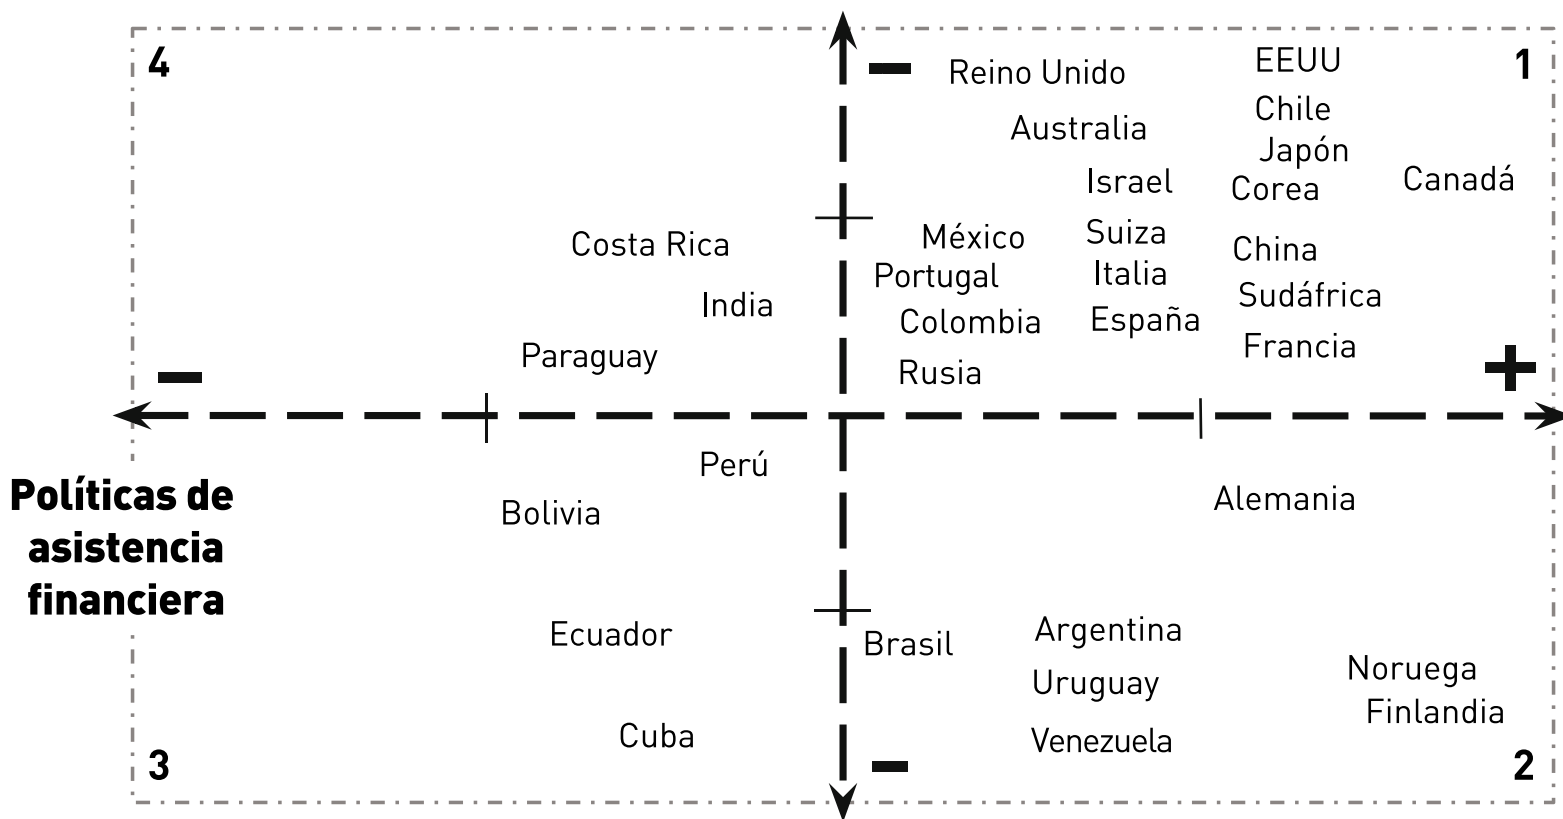 4
1
Reino Unido
EEUU
Chile
Australia
Japón
Israel
Corea
Canadá
Costa Rica
México
Suiza
China
Portugal
Italia
India
Sudáfrica
Colombia
España
Francia
Paraguay
Rusia
Perú
Políticas de
asistencia
financiera
Bolivia
Alemania
Ecuador
Brasil
Argentina
Uruguay
Noruega
Finlandia
Cuba
Venezuela
3
2